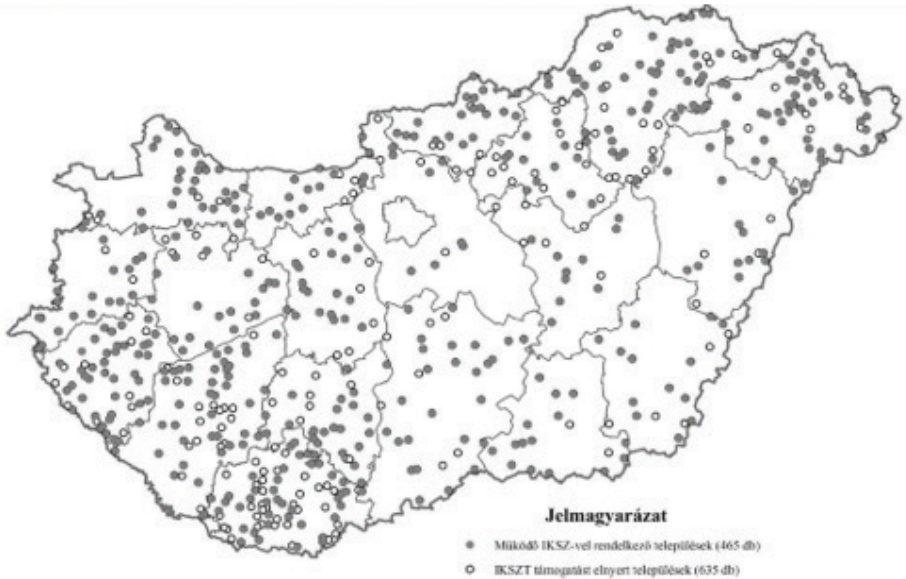 Jelmagyarázat
Működő IKSZ-vel rendelkező települések (465 db)
IKSZT támogatást elnyert települések (635 db)